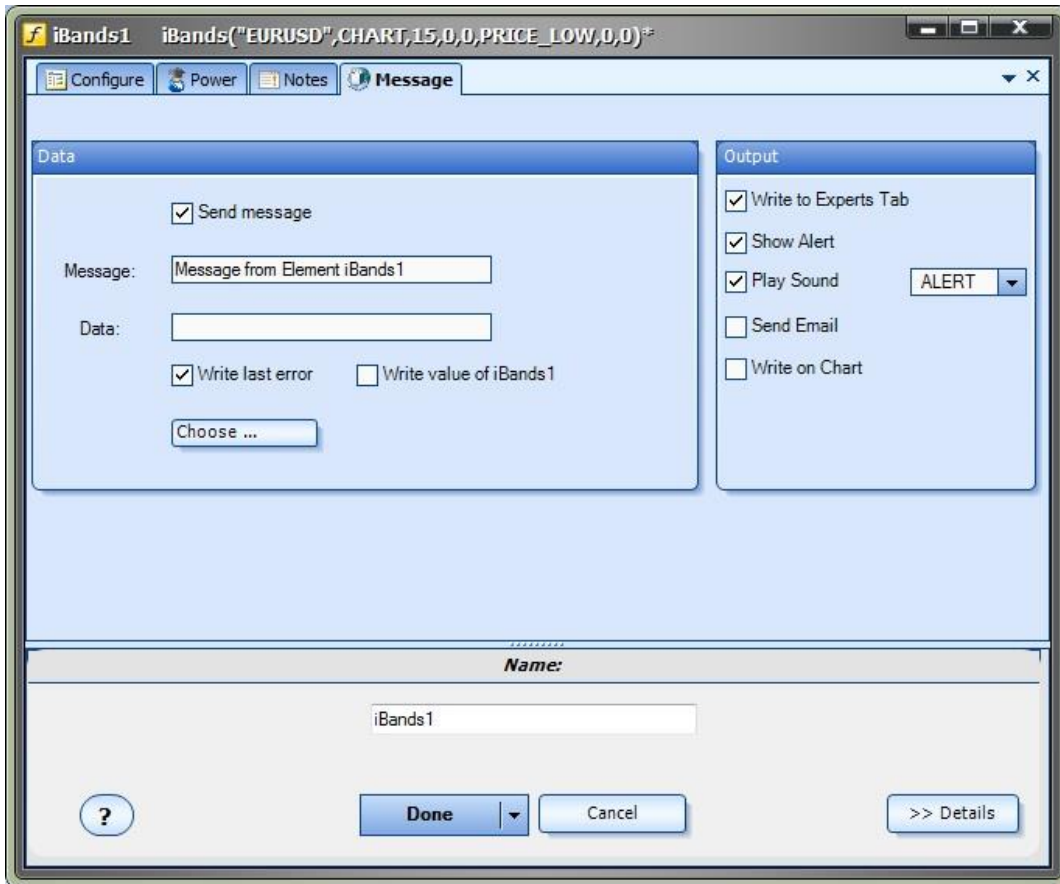 iBands1 iBands("EURUSD",CHART,15,0,0,PRICE_LOW,0,0)*
Configure Power Notes Message
Data
Send message
Message: Message from Element iBands1
Data:
Write last error Write value of iBands1
Choose ...
Output
Write to Experts Tab
Show Alert
Play Sound ALERT
Send Email
Write on Chart
Name:
iBands1
? Done Cancel >> Details